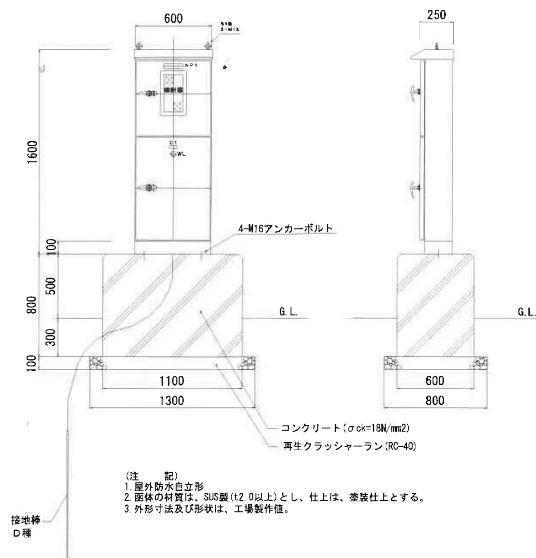 600
250
NP1
積算計
WL
1600
100
4-M16アンカーボルト
500
800
G.L.
G.L.
300
100
1100
600
1300
800
コンクリート(σck=18N/mm2)
再生クラッシャーラン(RC-40)
(注 記)
1.屋外防水自立形
2.函体の材質は、SUS製(t2.0以上)とし、仕上は、塗装仕上とする。
3.外形寸法及び形状は、工場製作値。
接地棒
D種